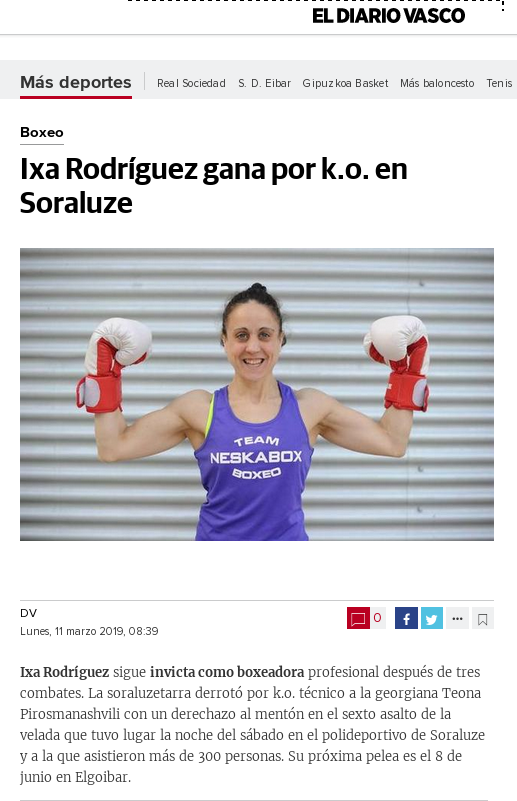 EL DIARIO VASCO
Más deportes Real Sociedad S. D. Eibar Gipuzkoa Basket Más baloncesto Tenis
Boxeo
Ixa Rodríguez gana por k.o. en
Soraluze
TEAM
NESKABOX
BOXEO
DV
0
Lunes, 11 marzo 2019, 08:39
Ixa Rodríguez sigue invicta como boxeadora profesional después de tres
combates. La soraluzetarra derrotó por k.o. técnico a la georgiana Teona
Pirosmanashvili con un derechazo al mentón en el sexto asalto de la
velada que tuvo lugar la noche del sábado en el polideportivo de Soraluze
y a la que asistieron más de 300 personas. Su próxima pelea es el 8 de
junio en Elgoibar.